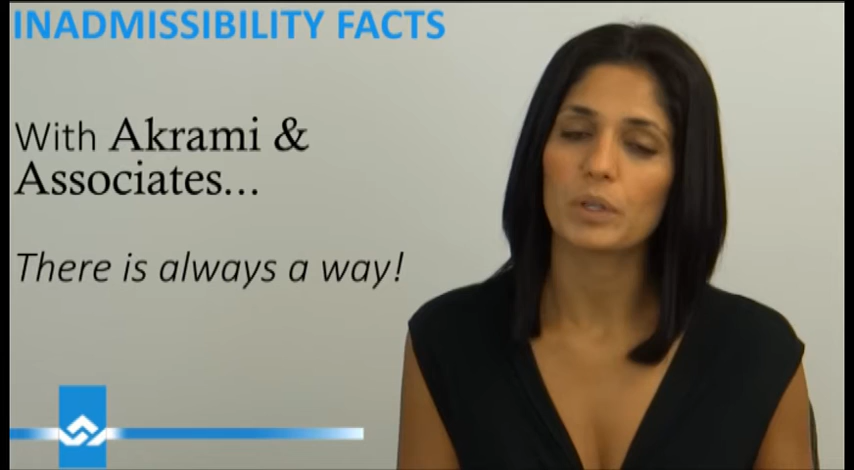 INADMISSIBILITY FACTS
With Akrami &
Associates...
There is always a way!